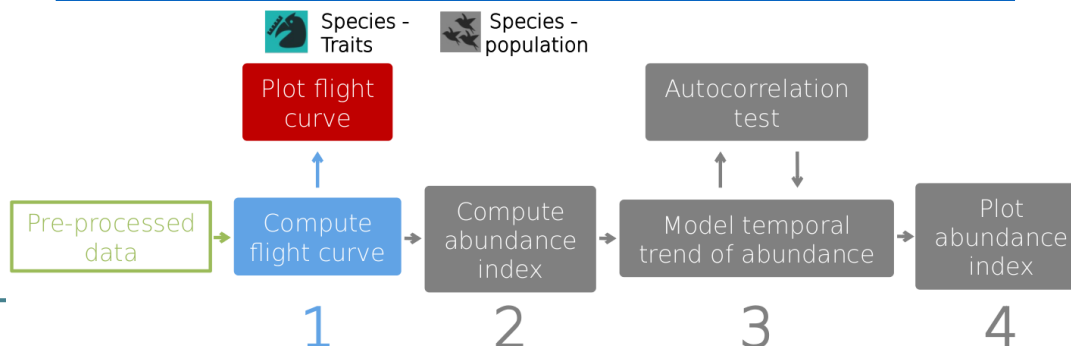 Species -
Traits
Species -
population
Plot flight
curve
Autocorrelation
test
Pre-processed
data
Compute
flight curve
Compute
abundance
index
Model temporal
trend of abundance
Plot
abundance
index
1
2
3
4